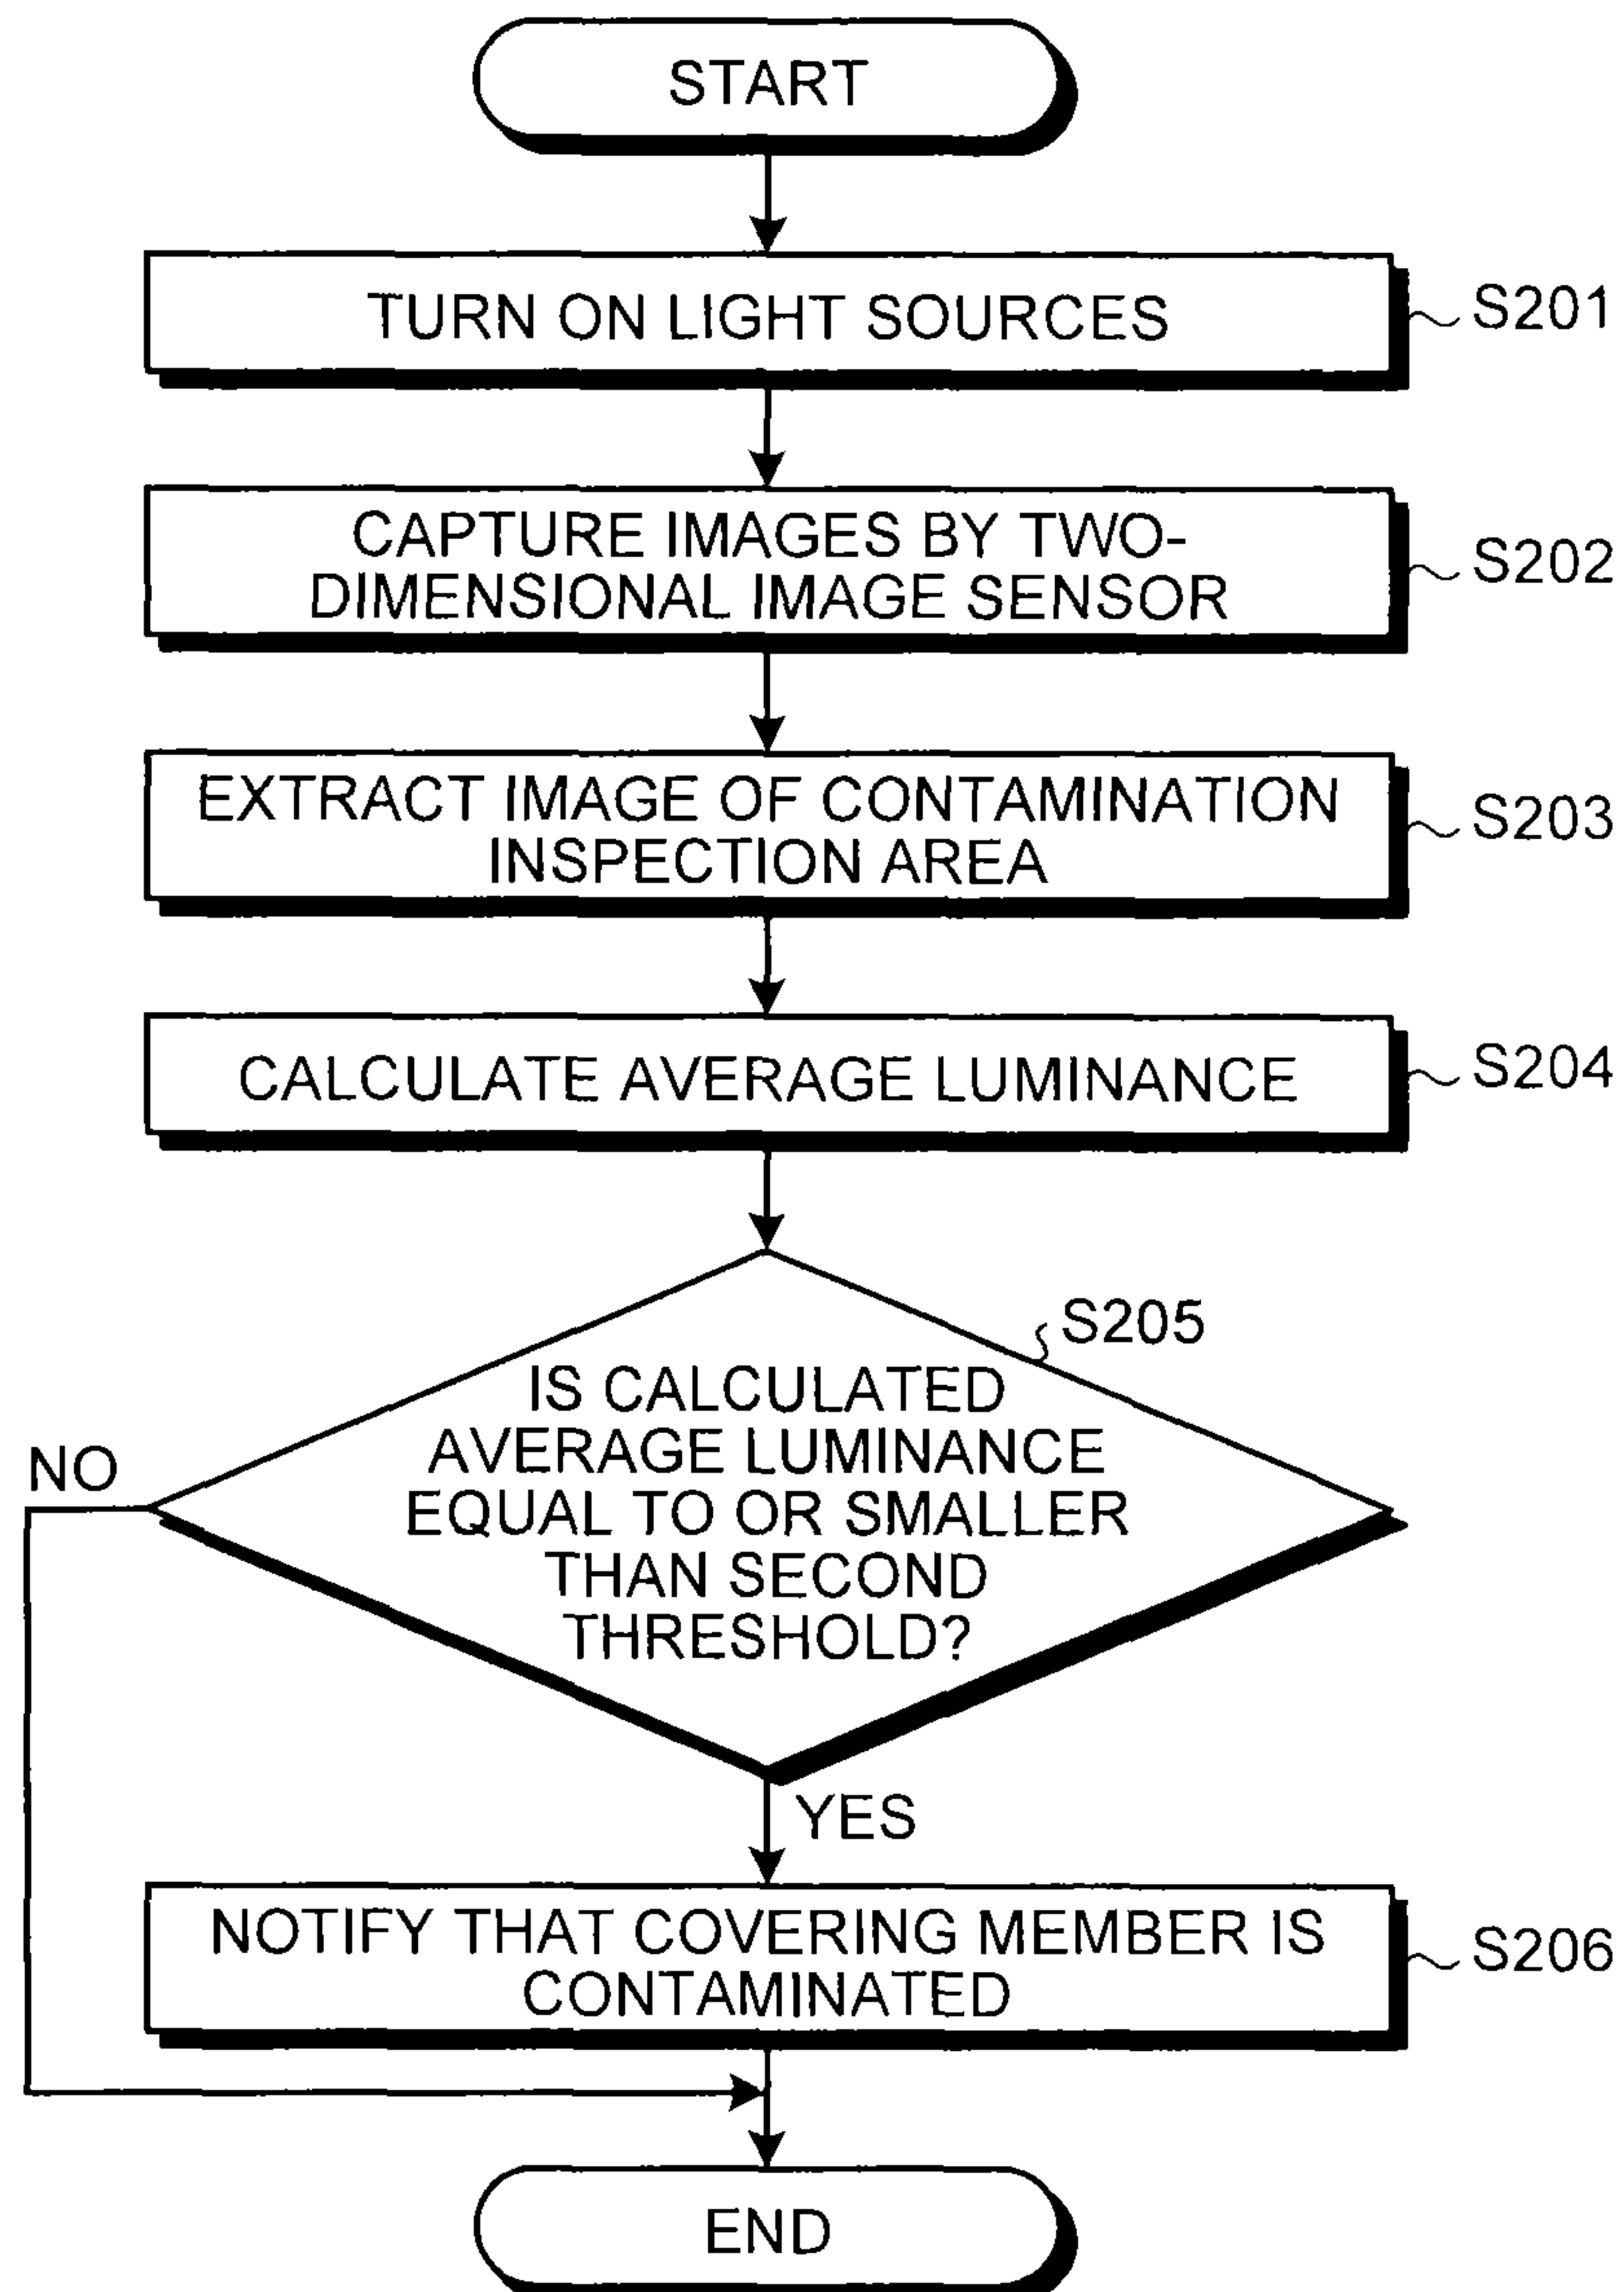 START
TURN ON LIGHT SOURCES
S201
CAPTURE IMAGES BY TWO-
DIMENSIONAL IMAGE SENSOR
S202
EXTRACT IMAGE OF CONTAMINATION
INSPECTION AREA
S203
CALCULATE AVERAGE LUMINANCE
S204
S205
IS CALCULATED
AVERAGE LUMINANCE
EQUAL TO OR SMALLER
THAN SECOND
THRESHOLD?
NO
YES
NOTIFY THAT COVERING MEMBER IS
CONTAMINATED
S206
END